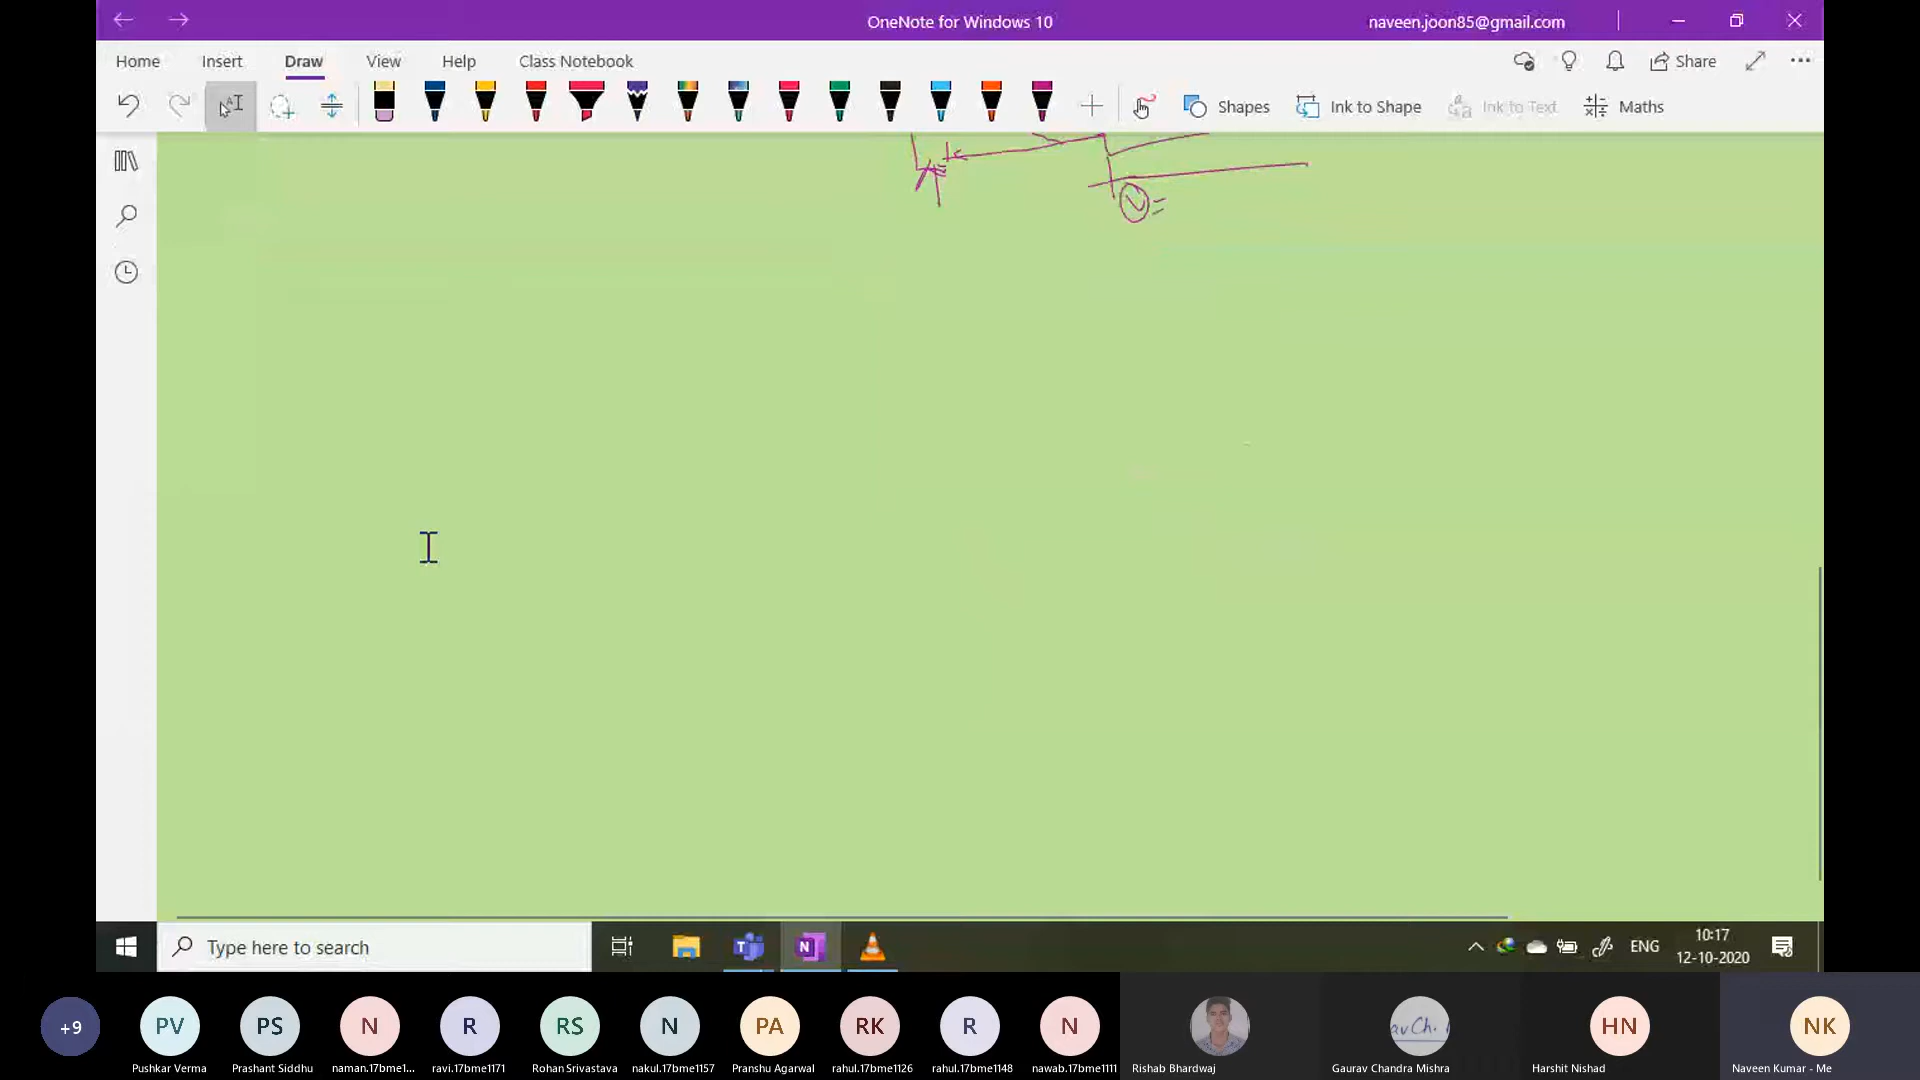 OneNote for Windows 10
naveen.joon85@gmail.com
Home Insert Draw View Help Class Notebook
Share
Shapes Ink to Shape Ink to Text Maths
Type here to search
ENG
10:17
12-10-2020
+9 PV PS N R RS N PA RK R N HN NK
Pushkar Verma Prashant Siddhu naman.17bme1... ravi.17bme1171 Rohan Srivastava nakul.17bme1157 Pranshu Agarwal rahul.17bme1126 rahul.17bme1148 nawab.17bme1111 Rishab Bhardwaj Gaurav Chandra Mishra Harshit Nishad Naveen Kumar - Me